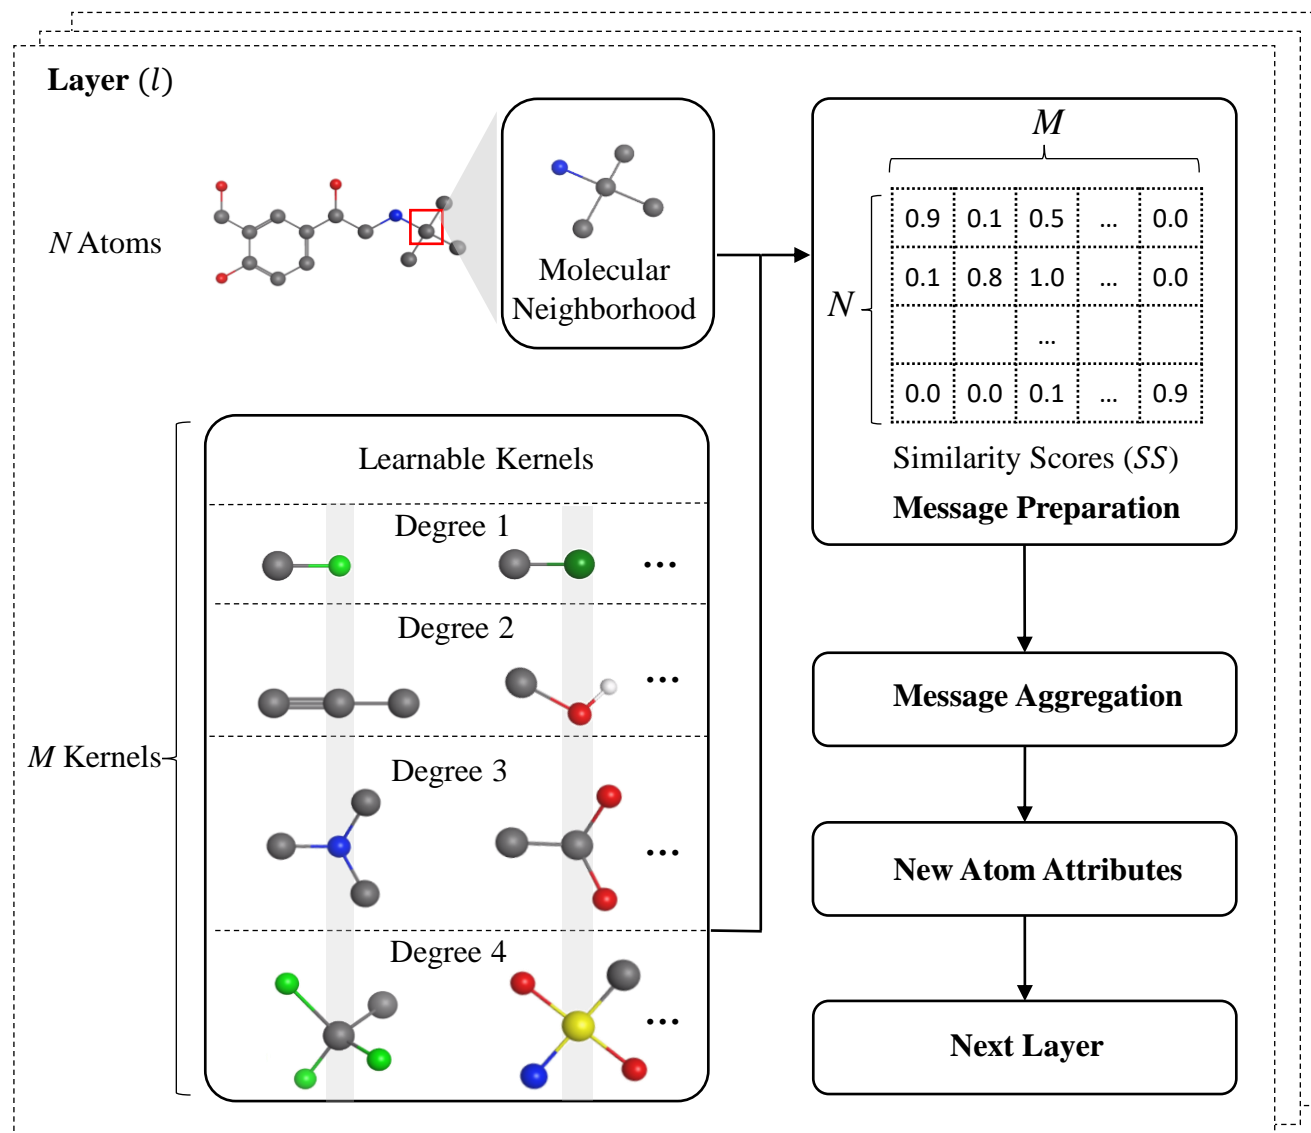 Layer (l)
N Atoms
Molecular
Neighborhood
M
N
0.9 0.1 0.5 ... 0.0
0.1 0.8 1.0 ... 0.0
...
0.0 0.0 0.1 ... 0.9
Similarity Scores (SS)
Message Preparation
M Kernels
Learnable Kernels
Degree 1
...
Degree 2
...
Degree 3
...
Degree 4
...
Message Aggregation
New Atom Attributes
Next Layer